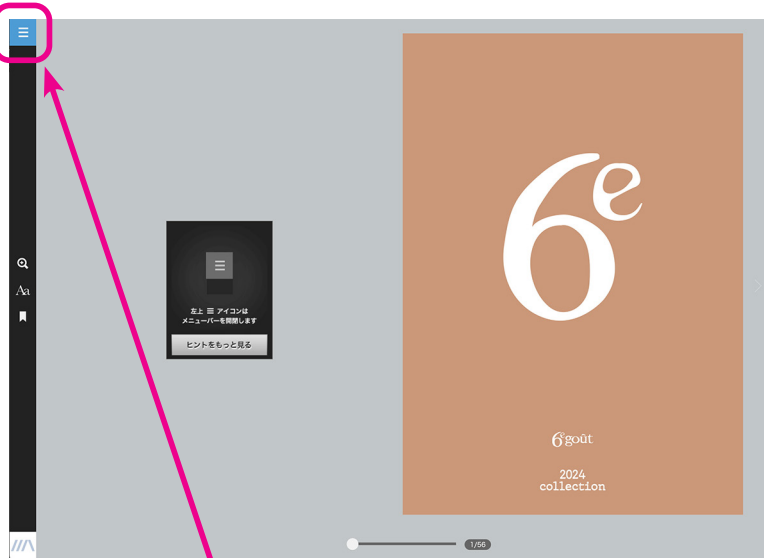 ☰
Aa
☰
左上 ☰ アイコンは
メニューバーを開閉します
ヒントをもっと見る
6e
6e goût
2024
collection
1/56